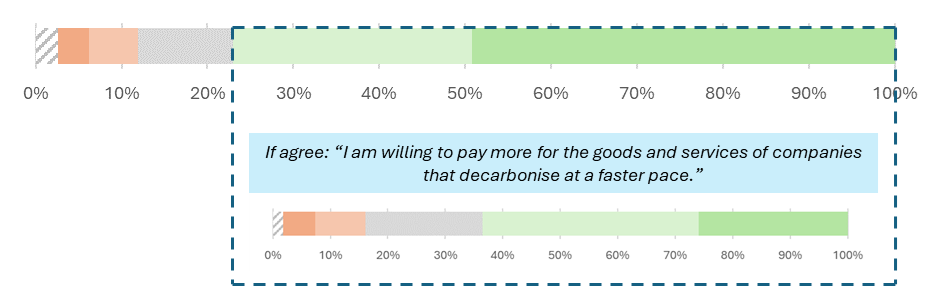 0% 10% 20% 30% 40% 50% 60% 70% 80% 90% 100%
If agree: “I am willing to pay more for the goods and services of companies
that decarbonise at a faster pace.”
0% 10% 20% 30% 40% 50% 60% 70% 80% 90% 100%